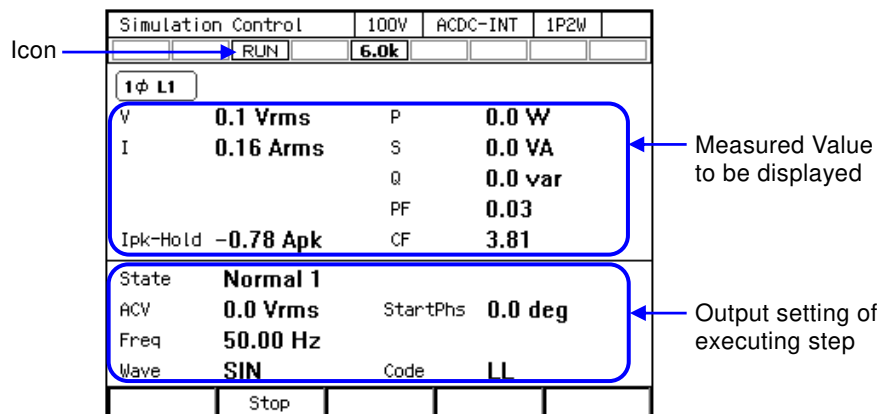 Simulation Control 100V ACDC-INT 1P2W
Icon RUN 6.0k
1ϕ L1
V 0.1 Vrms P 0.0 W
I 0.16 Arms S 0.0 VA
Q 0.0 var
PF 0.03
Ipk-Hold -0.78 Apk CF 3.81
Measured Value
to be displayed
State Normal 1
ACV 0.0 Vrms StartPhs 0.0 deg
Freq 50.00 Hz
Wave SIN Code LL
Output setting of
executing step
Stop